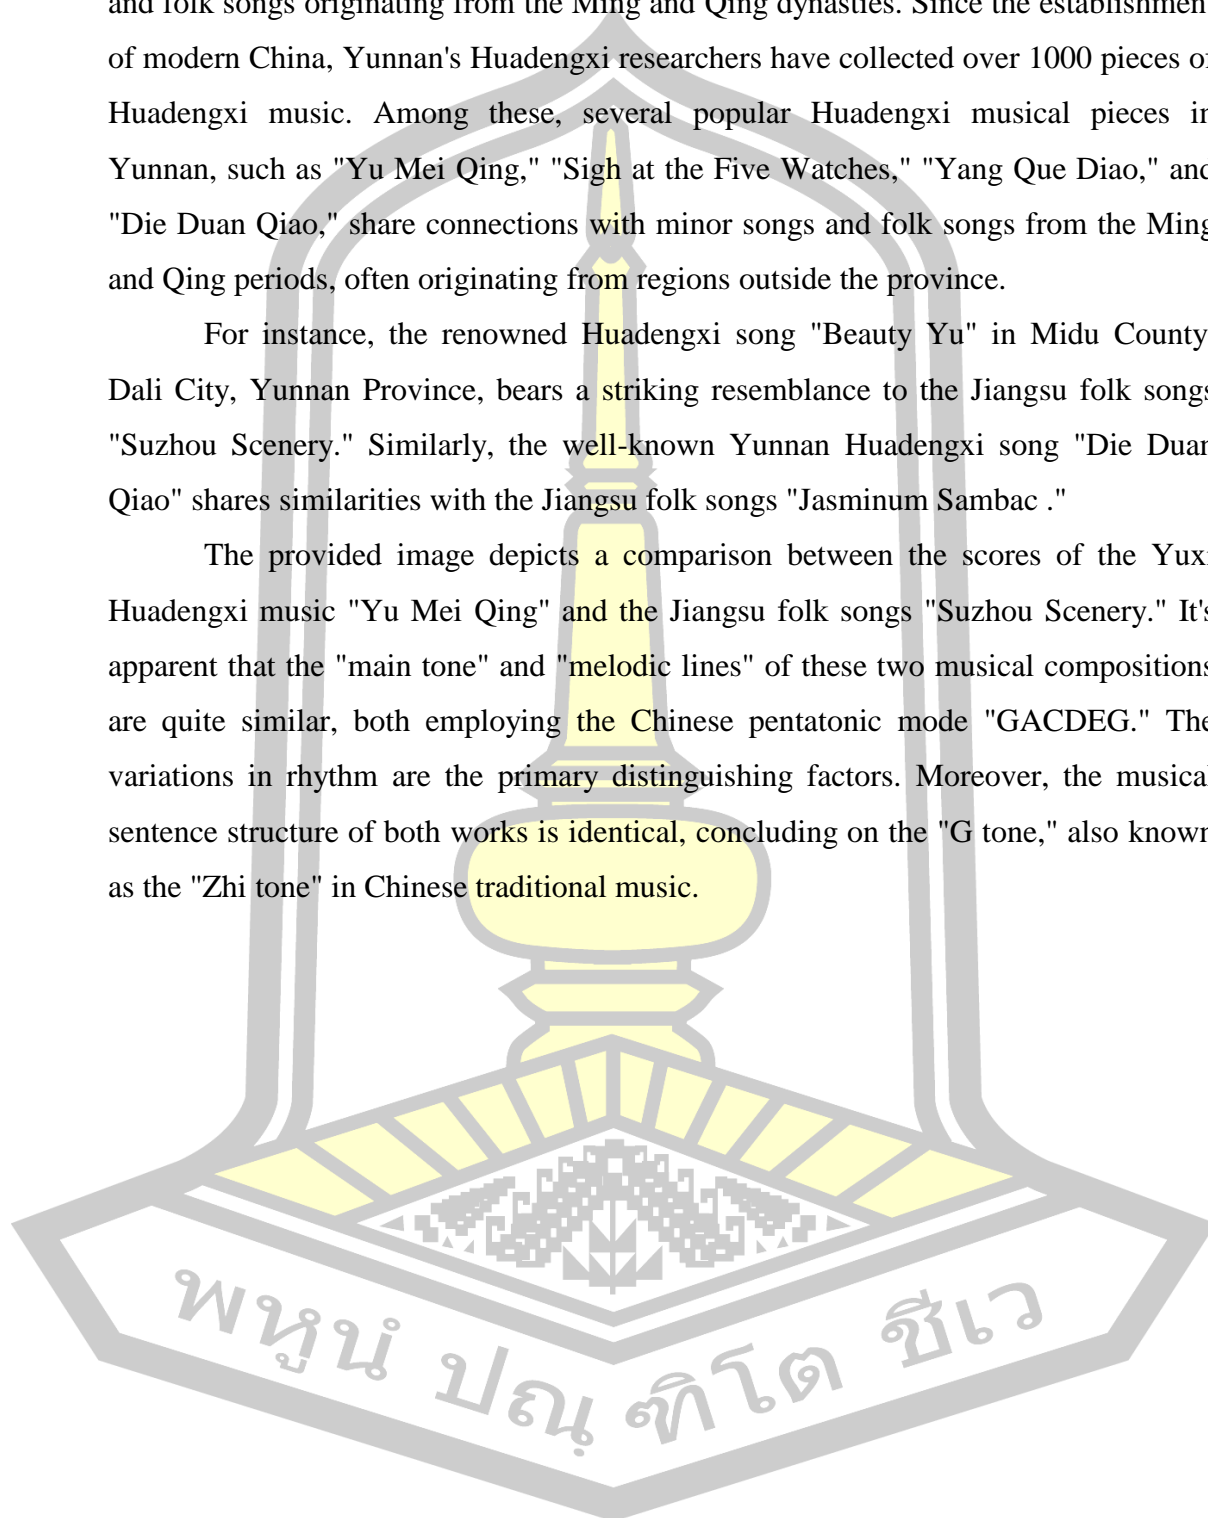 and folk songs originating from the Ming and Qing dynasties. Since the establishment
of modern China, Yunnan's Huadengxi researchers have collected over 1000 pieces of
Huadengxi music. Among these, several popular Huadengxi musical pieces in
Yunnan, such as "Yu Mei Qing," "Sigh at the Five Watches," "Yang Que Diao," and
"Die Duan Qiao," share connections with minor songs and folk songs from the Ming
and Qing periods, often originating from regions outside the province.
For instance, the renowned Huadengxi song "Beauty Yu" in Midu County
Dali City, Yunnan Province, bears a striking resemblance to the Jiangsu folk songs
"Suzhou Scenery." Similarly, the well-known Yunnan Huadengxi song "Die Duan
Qiao" shares similarities with the Jiangsu folk songs "Jasminum Sambac ."
The provided image depicts a comparison between the scores of the Yuxi
Huadengxi music "Yu Mei Qing" and the Jiangsu folk songs "Suzhou Scenery." It's
apparent that the "main tone" and "melodic lines" of these two musical compositions
are quite similar, both employing the Chinese pentatonic mode "GACDEG." The
variations in rhythm are the primary distinguishing factors. Moreover, the musical
sentence structure of both works is identical, concluding on the "G tone," also known
as the "Zhi tone" in Chinese traditional music.
พหูนํ ปณฺฑิโต ชีเว